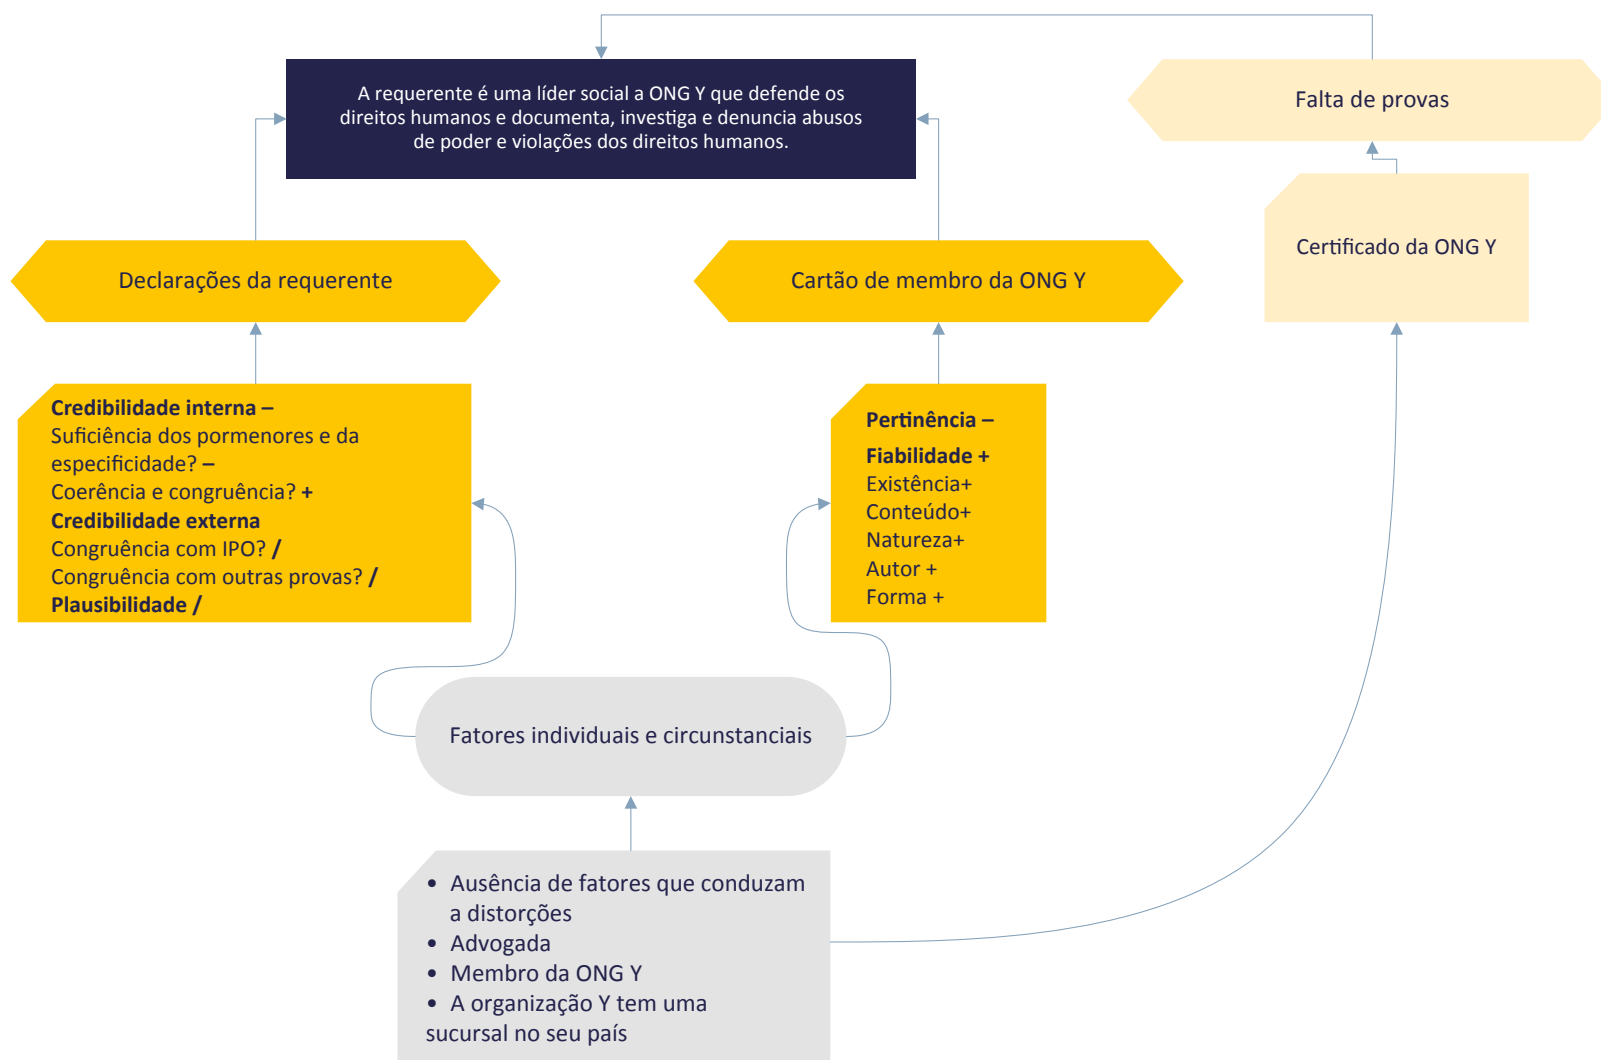 A requerente é uma líder social a ONG Y que defende os
direitos humanos e documenta, investiga e denuncia abusos
de poder e violações dos direitos humanos.
Falta de provas
Certificado da ONG Y
Declarações da requerente
Cartão de membro da ONG Y
Credibilidade interna –
Suficiência dos pormenores e da
especificidade? –
Coerência e congruência? +
Credibilidade externa
Congruência com IPO? /
Congruência com outras provas? /
Plausibilidade /
Pertinência –
Fiabilidade +
Existência+
Conteúdo+
Natureza+
Autor +
Forma +
Fatores individuais e circunstanciais
• Ausência de fatores que conduzam
a distorções
• Advogada
• Membro da ONG Y
• A organização Y tem uma
sucursal no seu país